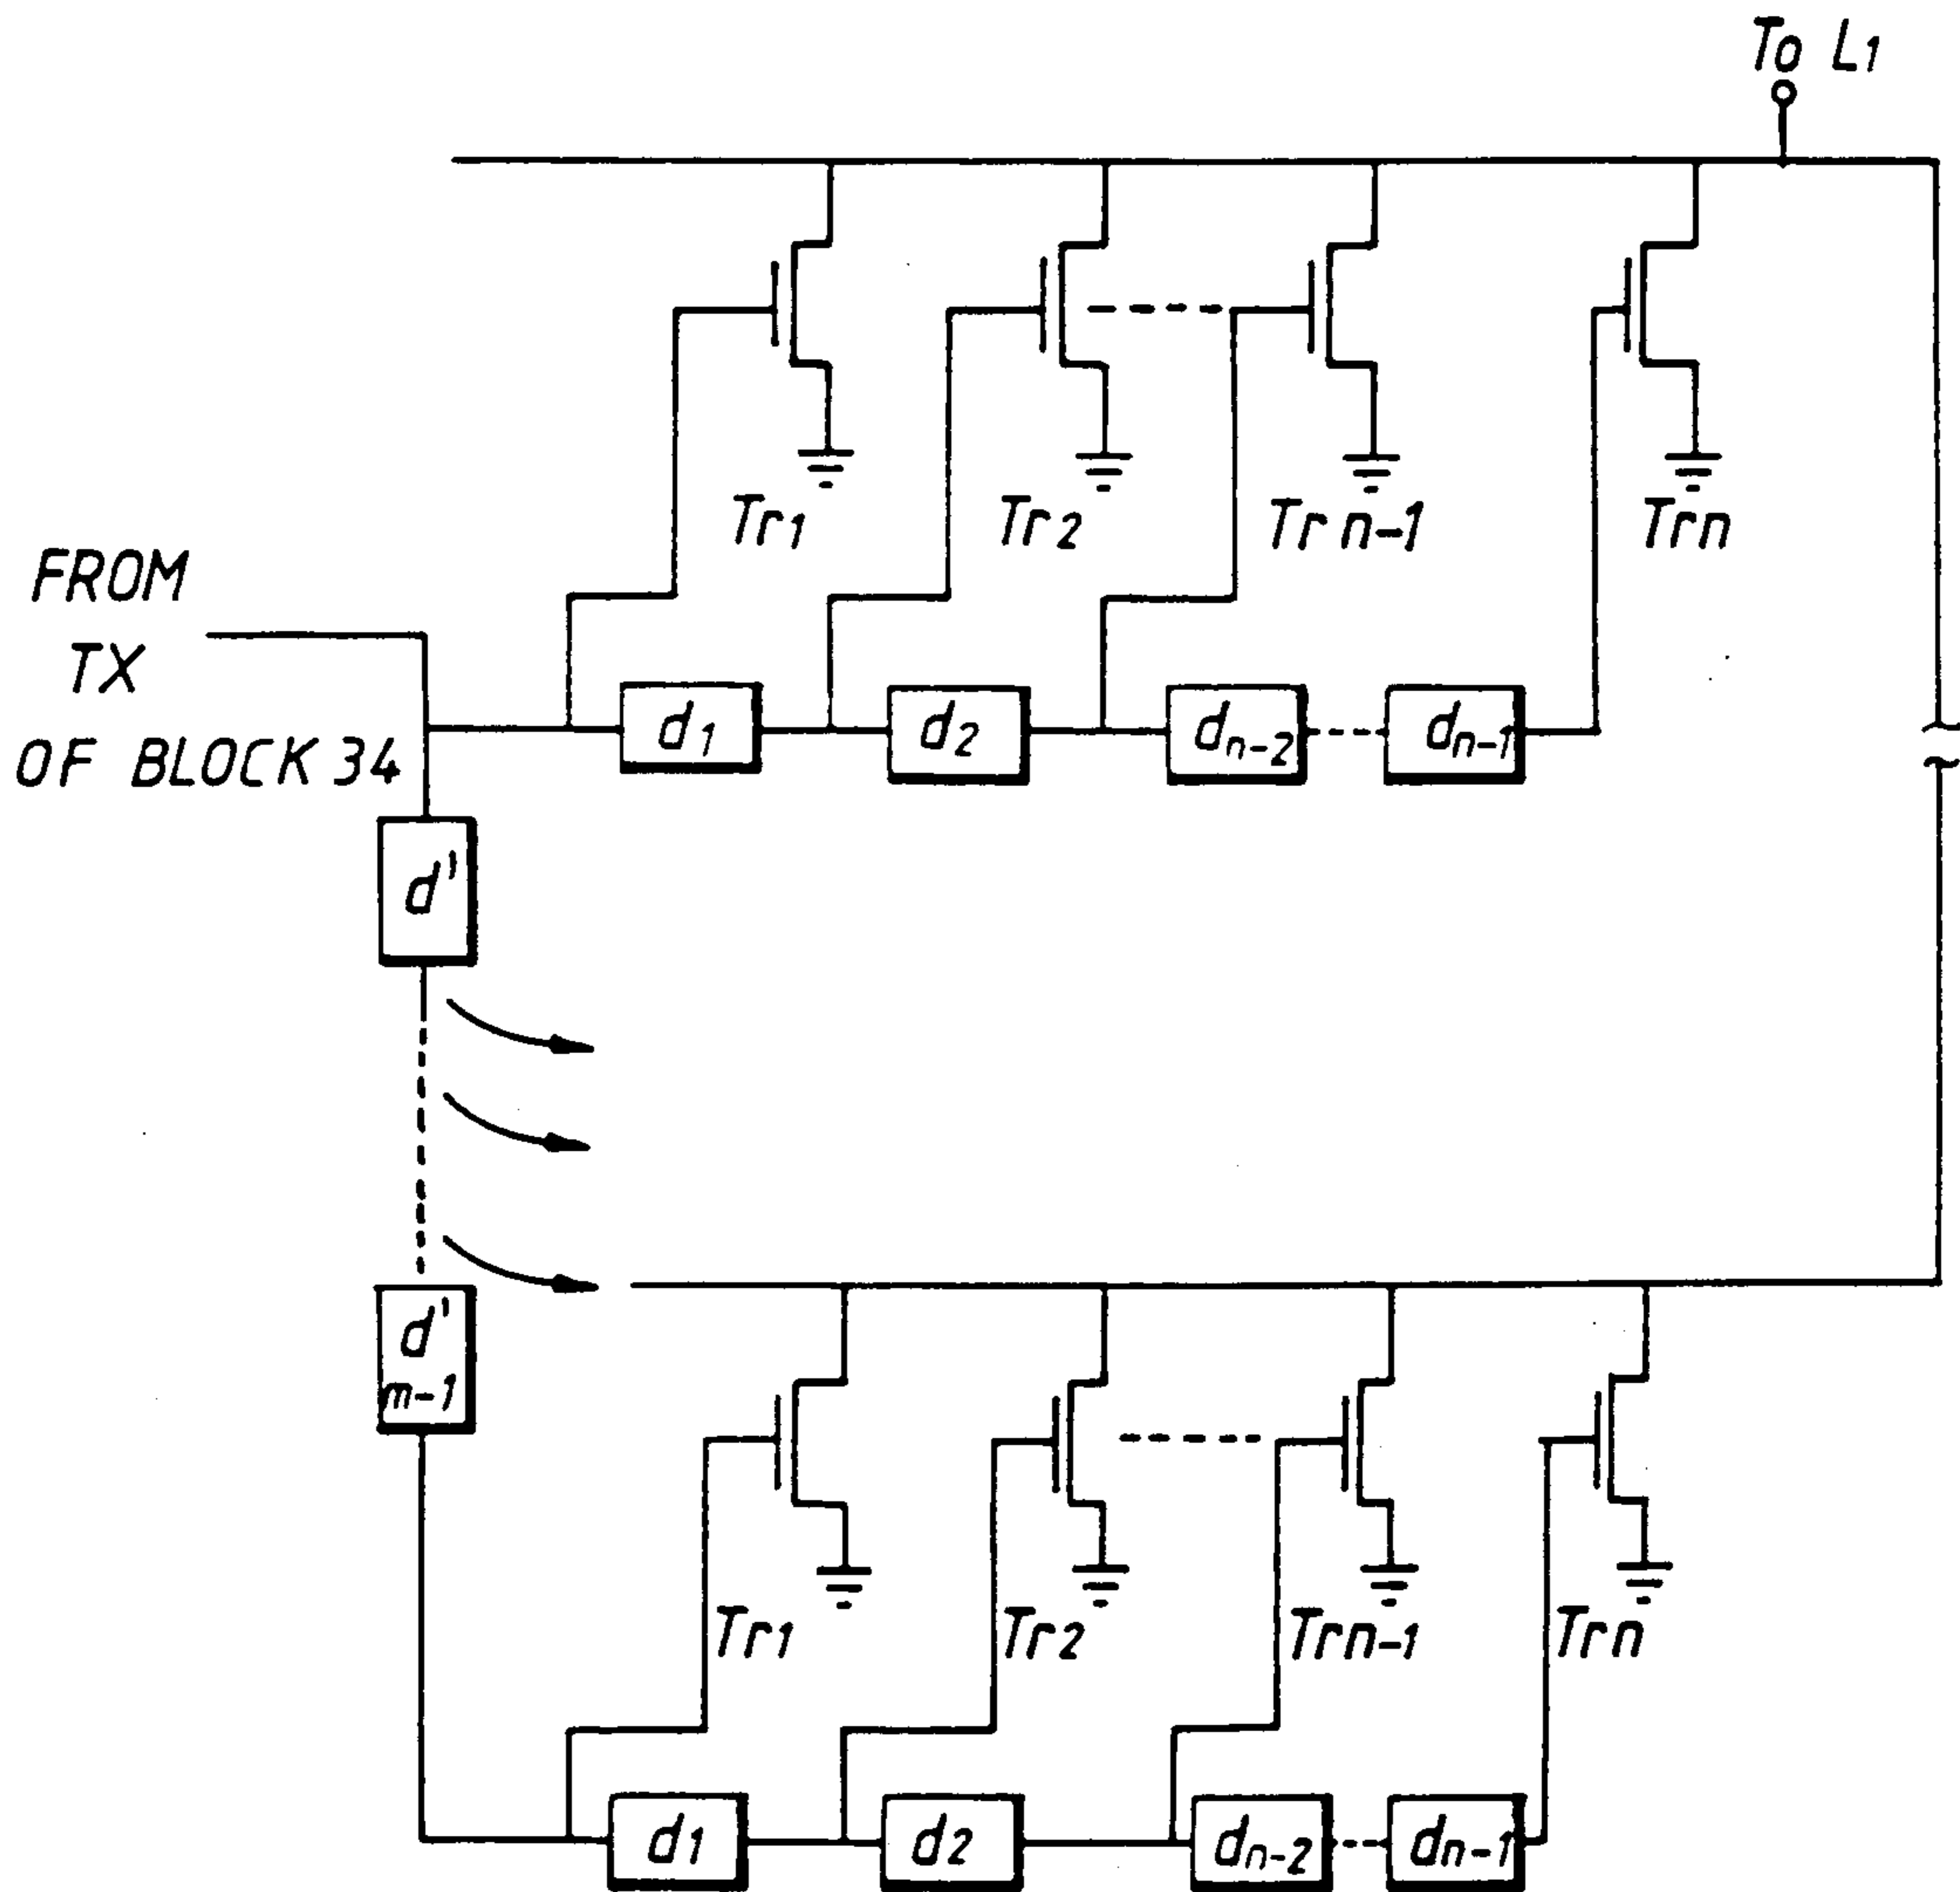 To L1
Tr1
Tr2
Tr n-1
Trn
FROM
TX
OF BLOCK 34
d1
d2
dn-2
dn-1
d'
d'
m-1
Tr1
Tr2
Trn-1
Trn
d1
d2
dn-2
dn-1